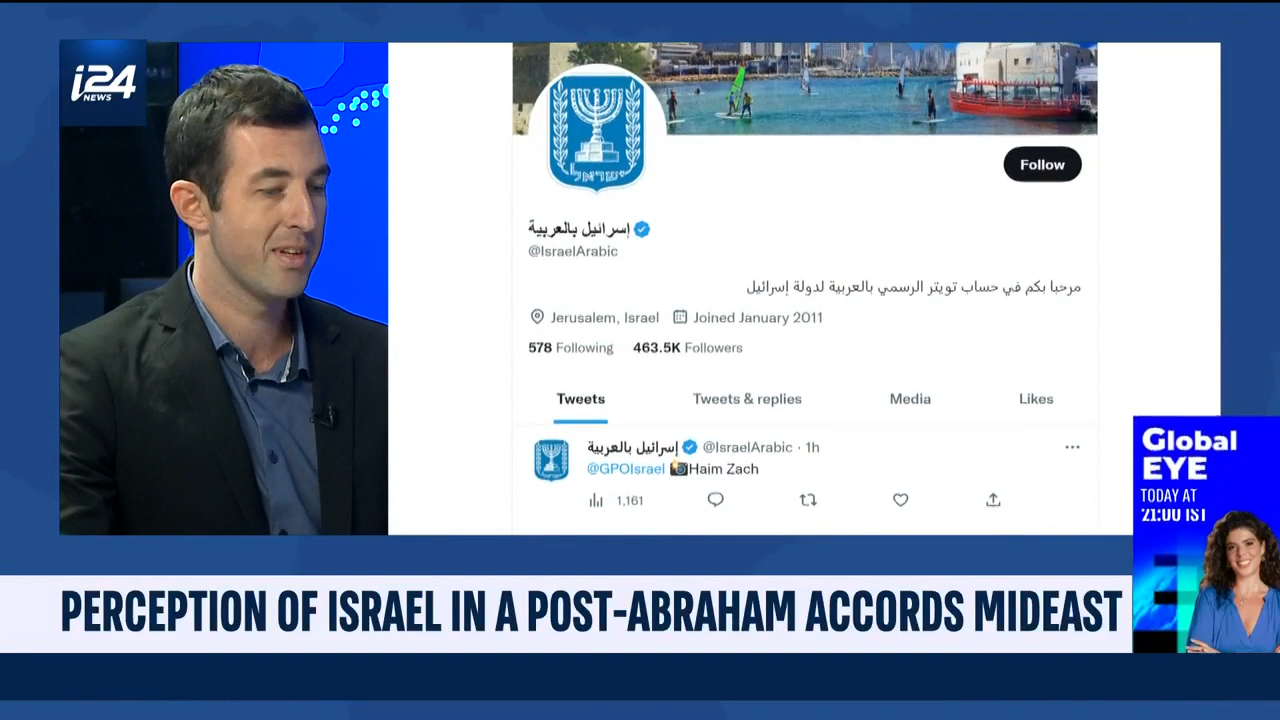 i24
NEWS
ישראל
Follow
إسرائيل بالعربية
@IsraelArabic
مرحبا بكم في حساب تويتر الرسمي بالعربية لدولة إسرائيل
Jerusalem, Israel Joined January 2011
578 Following 463.5K Followers
Tweets Tweets & replies Media Likes
إسرائيل بالعربية @IsraelArabic · 1h
@GPOIsrael 📸Haim Zach
1,161
Global
EYE
TODAY AT
21:00 IST
PERCEPTION OF ISRAEL IN A POST-ABRAHAM ACCORDS MIDEAST